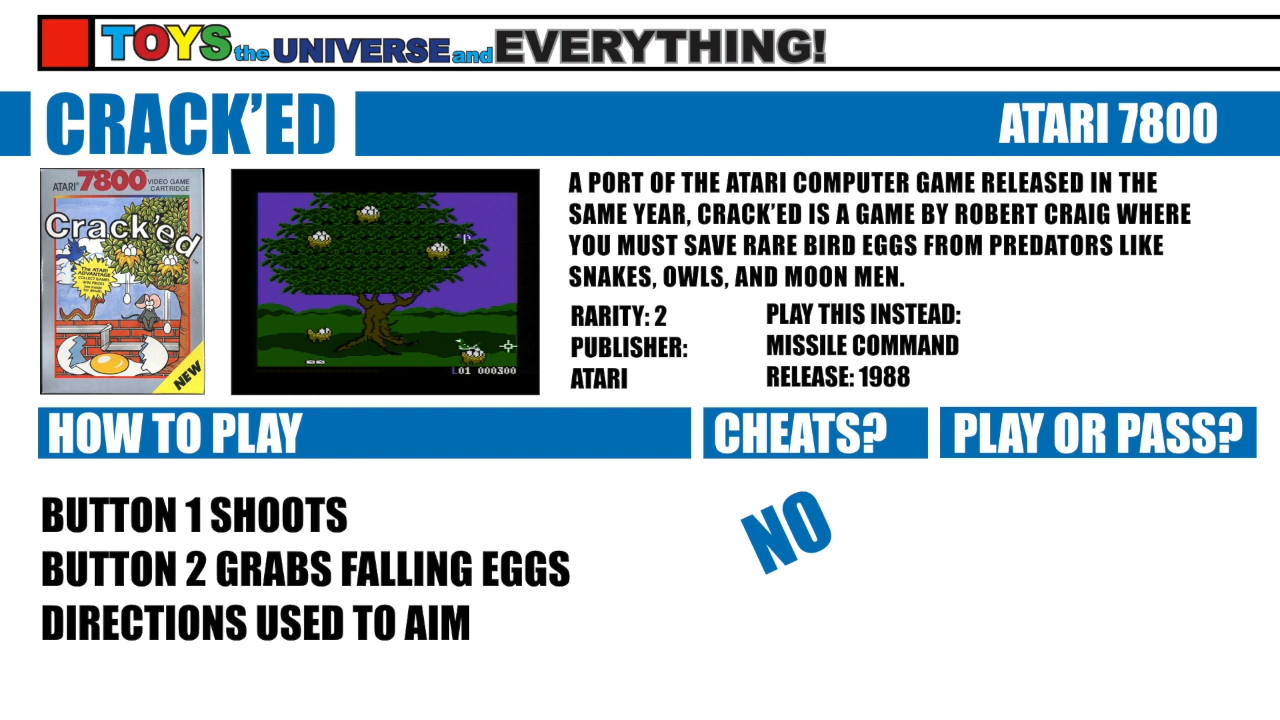 TOYS the UNIVERSE and EVERYTHING!
CRACK'ED
ATARI 7800
ATARI 7800 VIDEO GAME CARTRIDGE
Crack'ed
The ATARI
ADVANTAGE
NEW
L01 000300
A PORT OF THE ATARI COMPUTER GAME RELEASED IN THE
SAME YEAR, CRACK'ED IS A GAME BY ROBERT CRAIG WHERE
YOU MUST SAVE RARE BIRD EGGS FROM PREDATORS LIKE
SNAKES, OWLS, AND MOON MEN.
RARITY: 2
PUBLISHER:
ATARI
PLAY THIS INSTEAD:
MISSILE COMMAND
RELEASE: 1988
HOW TO PLAY
BUTTON 1 SHOOTS
BUTTON 2 GRABS FALLING EGGS
DIRECTIONS USED TO AIM
CHEATS?
NO
PLAY OR PASS?